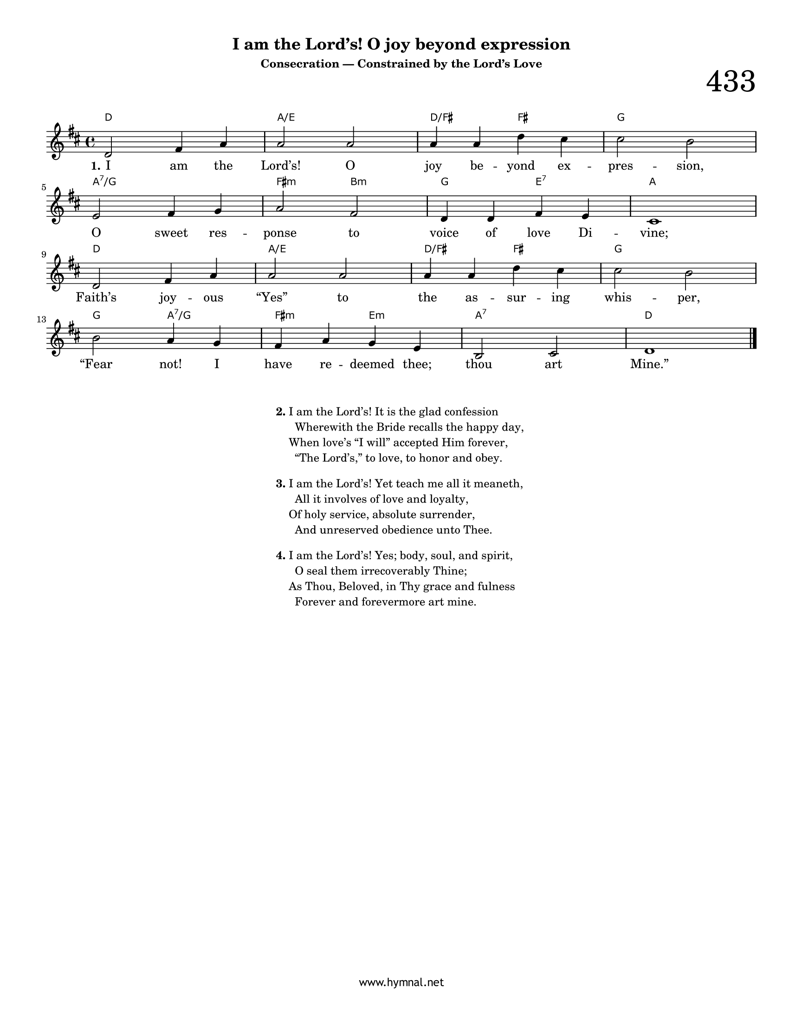 I am the Lord’s! O joy beyond expression
Consecration — Constrained by the Lord’s Love
433
D A/E D/F♯ F♯ G
1. I am the Lord’s! O joy be - yond ex - pres - sion,
5 A7/G F♯m Bm G E7 A
O sweet res - ponse to voice of love Di - vine;
9 D A/E D/F♯ F♯ G
Faith’s joy - ous “Yes” to the as - sur - ing whis - per,
13 G A7/G F♯m Em A7 D
“Fear not! I have re - deemed thee; thou art Mine.”
2. I am the Lord’s! It is the glad confession
Wherewith the Bride recalls the happy day,
When love’s “I will” accepted Him forever,
“The Lord’s,” to love, to honor and obey.
3. I am the Lord’s! Yet teach me all it meaneth,
All it involves of love and loyalty,
Of holy service, absolute surrender,
And unreserved obedience unto Thee.
4. I am the Lord’s! Yes; body, soul, and spirit,
O seal them irrecoverably Thine;
As Thou, Beloved, in Thy grace and fulness
Forever and forevermore art mine.
www.hymnal.net